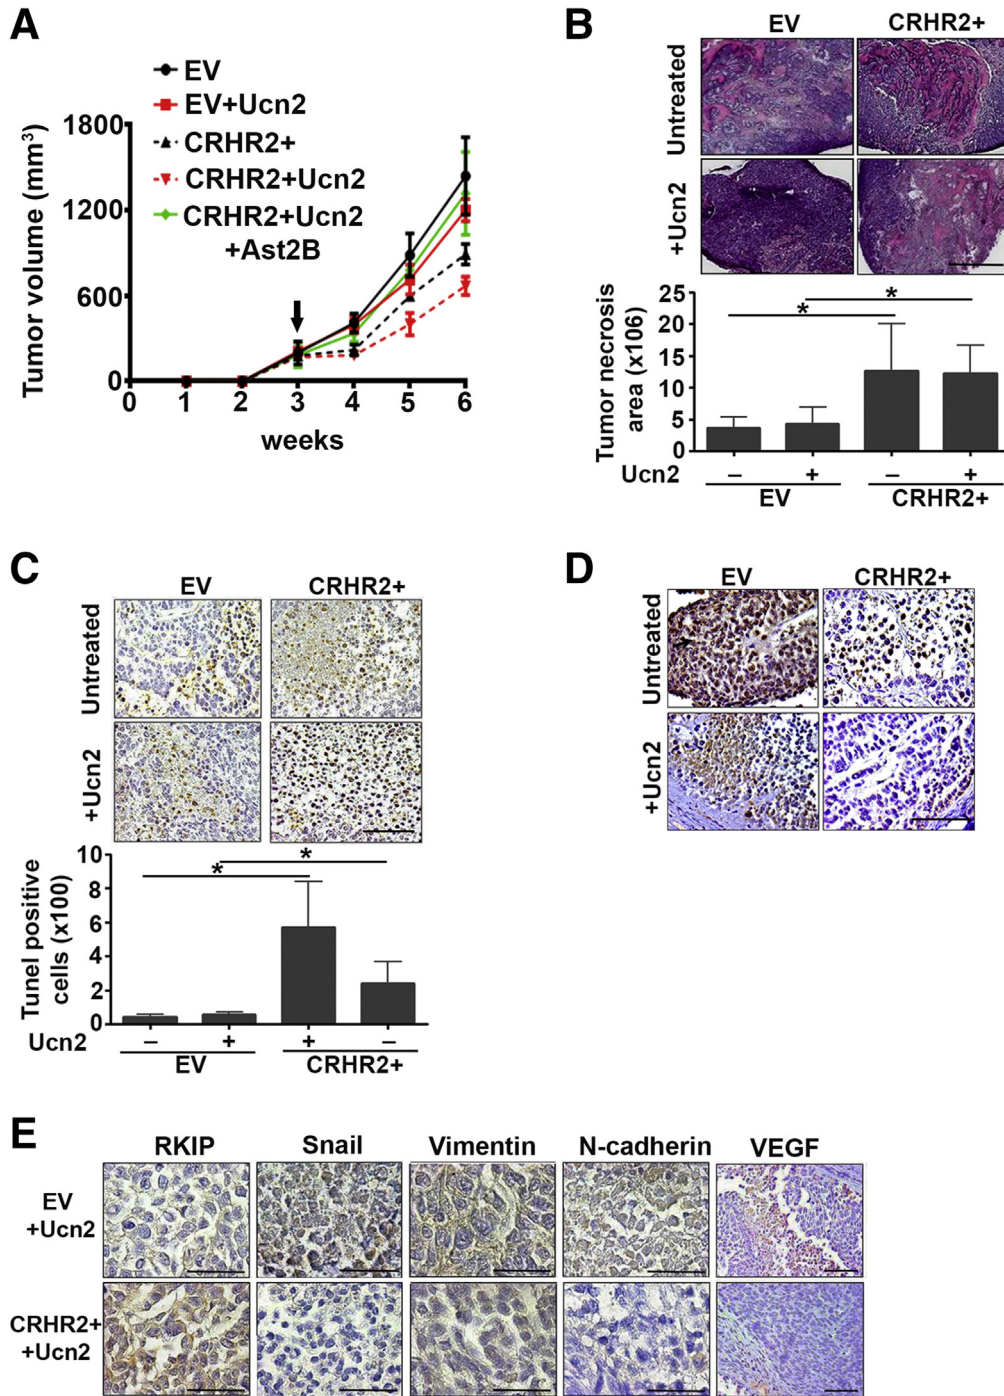 A
EV
EV+Ucn2
CRHR2+
CRHR2+Ucn2
CRHR2+Ucn2
+Ast2B
Tumor volume (mm³)
1800
1200
600
0
0 1 2 3 4 5 6
weeks
B
EV CRHR2+
Untreated
+Ucn2
Tumor necrosis
area (x106)
25
20
15
10
5
0
* *
Ucn2 – + – +
EV CRHR2+
C
EV CRHR2+
Untreated
+Ucn2
Tunel positive
cells (x100)
10
8
6
4
2
0
* *
Ucn2 – + + –
EV CRHR2+
D
EV CRHR2+
Untreated
+Ucn2
E
RKIP Snail Vimentin N-cadherin VEGF
EV
+Ucn2
CRHR2+
+Ucn2